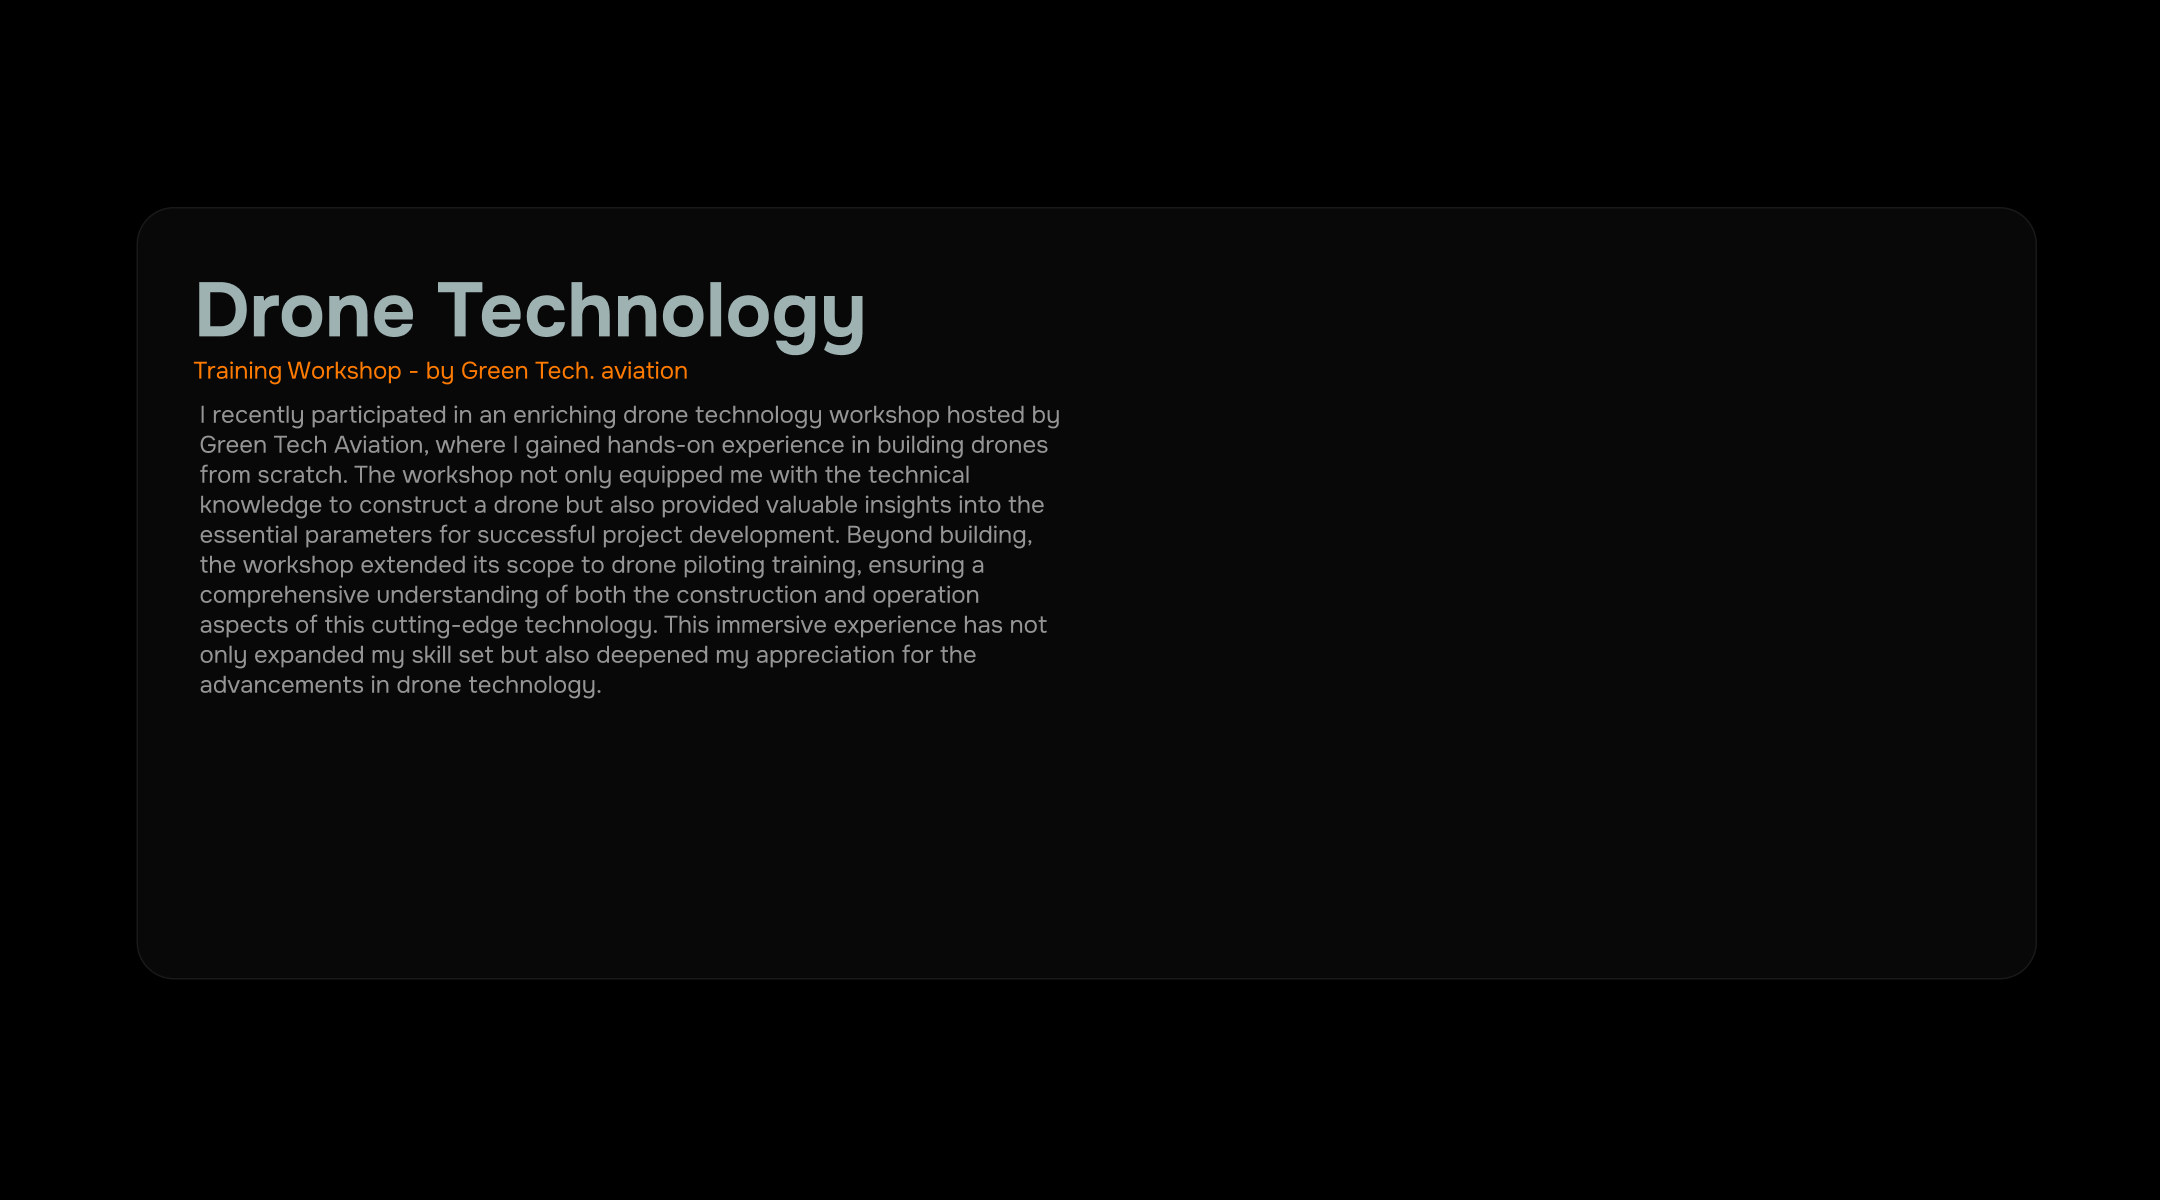 Drone Technology
Training Workshop - by Green Tech. aviation
I recently participated in an enriching drone technology workshop hosted by
Green Tech Aviation, where I gained hands-on experience in building drones
from scratch. The workshop not only equipped me with the technical
knowledge to construct a drone but also provided valuable insights into the
essential parameters for successful project development. Beyond building,
the workshop extended its scope to drone piloting training, ensuring a
comprehensive understanding of both the construction and operation
aspects of this cutting-edge technology. This immersive experience has not
only expanded my skill set but also deepened my appreciation for the
advancements in drone technology.